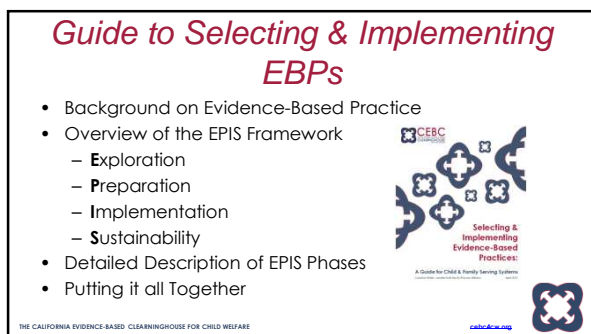 Guide to Selecting & Implementing
EBPs
• Background on Evidence-Based Practice
• Overview of the EPIS Framework
– Exploration
– Preparation
– Implementation
– Sustainability
• Detailed Description of EPIS Phases
• Putting it all Together
CEBC
Selecting &
Implementing
Evidence-Based
Practices:
A Guide for Child & Family Serving Systems
THE CALIFORNIA EVIDENCE-BASED CLEARNINGHOUSE FOR CHILD WELFARE
cebc4cw.org